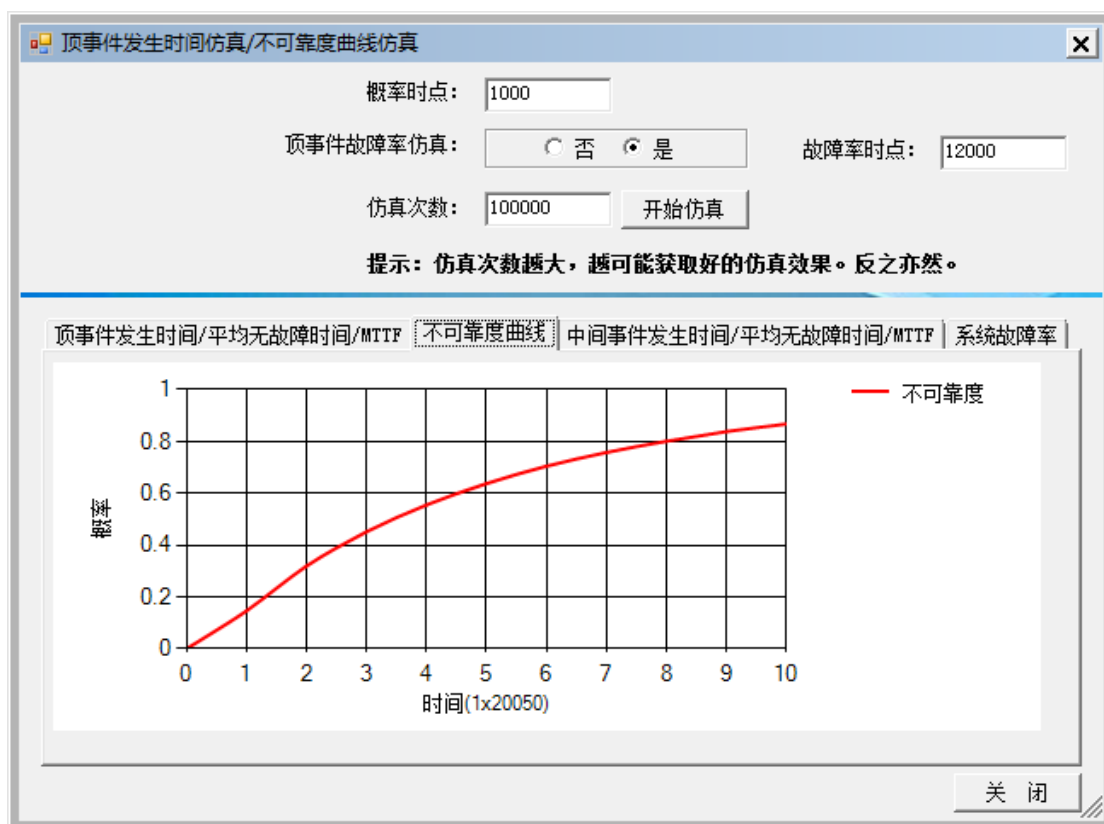 顶事件发生时间仿真/不可靠度曲线仿真
概率时点： 1000
顶事件故障率仿真： 否 是 故障率时点： 12000
仿真次数： 100000 开始仿真
提示：仿真次数越大，越可能获取好的仿真效果。反之亦然。
顶事件发生时间/平均无故障时间/MTTF 不可靠度曲线 中间事件发生时间/平均无故障时间/MTTF 系统故障率
不可靠度
1
0.8
0.6
0.4
0.2
0
概率
0 1 2 3 4 5 6 7 8 9 10
时间(1x20050)
关 闭